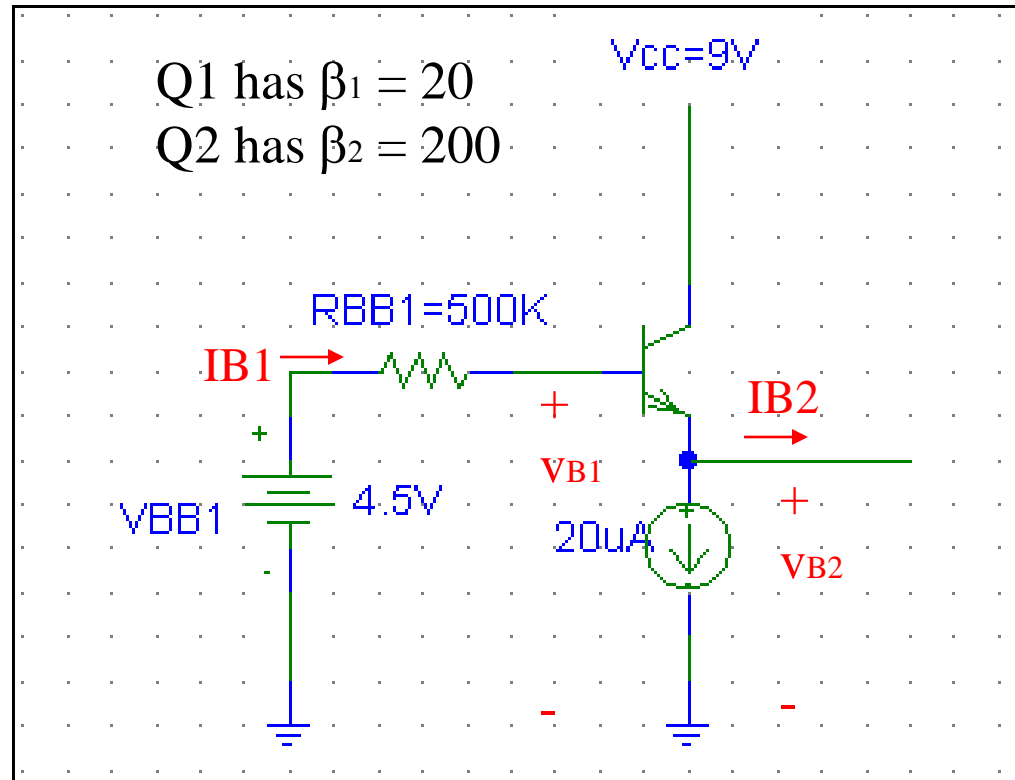 Vcc=9V
Q1 has β1 = 20
Q2 has β2 = 200
RBB1=500K
IB1
IB2
+
+
vB1
+
VBB1
4.5V
20uA
+
vB2
-
-
-